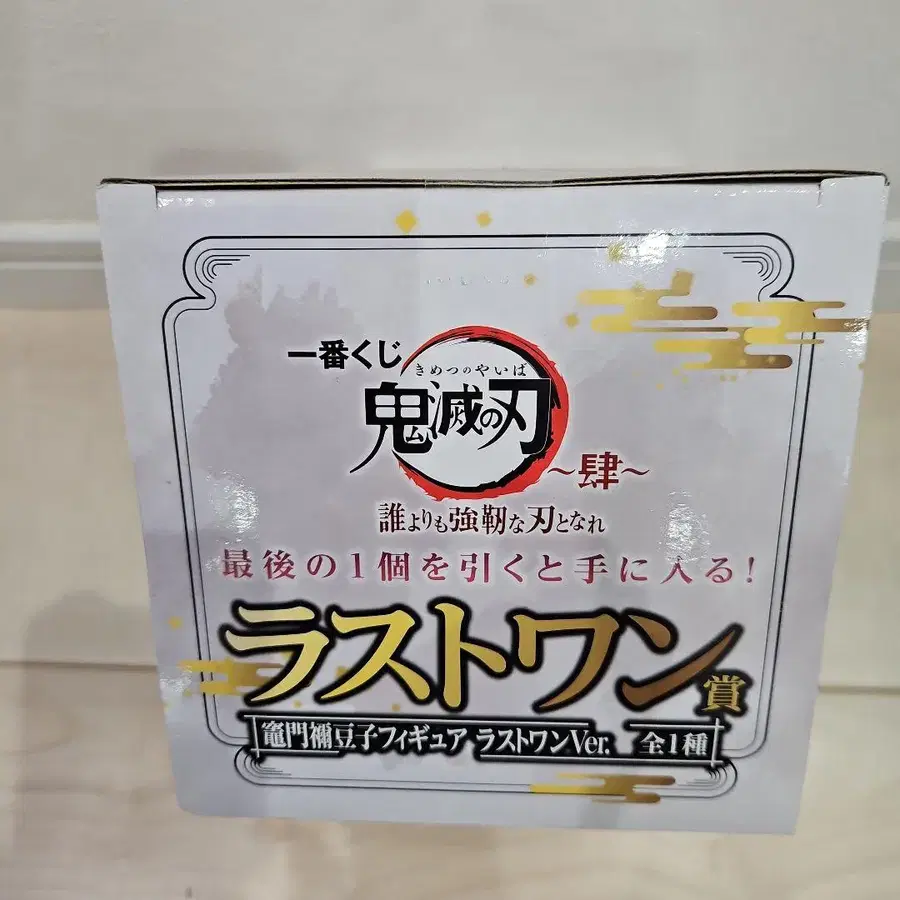 一番くじ
きめつのやいば
鬼滅の刃
～肆～
誰よりも強靭な刃となれ
最後の1個を引くと手に入る!
ラストワン賞
竈門禰豆子フィギュア ラストワンVer. 全1種